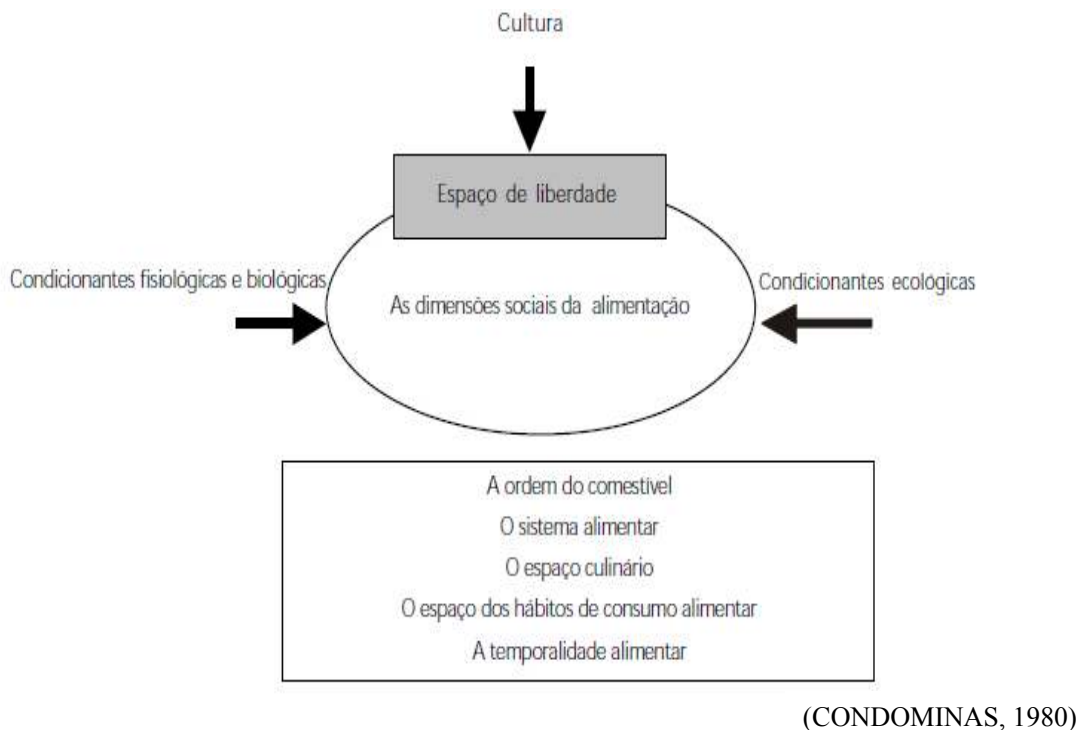 Cultura
Espaço de liberdade
Condicionantes fisiológicas e biológicas
Condicionantes ecológicas
As dimensões sociais da alimentação
A ordem do comestível
O sistema alimentar
O espaço culinário
O espaço dos hábitos de consumo alimentar
A temporalidade alimentar
(CONDOMINAS, 1980)